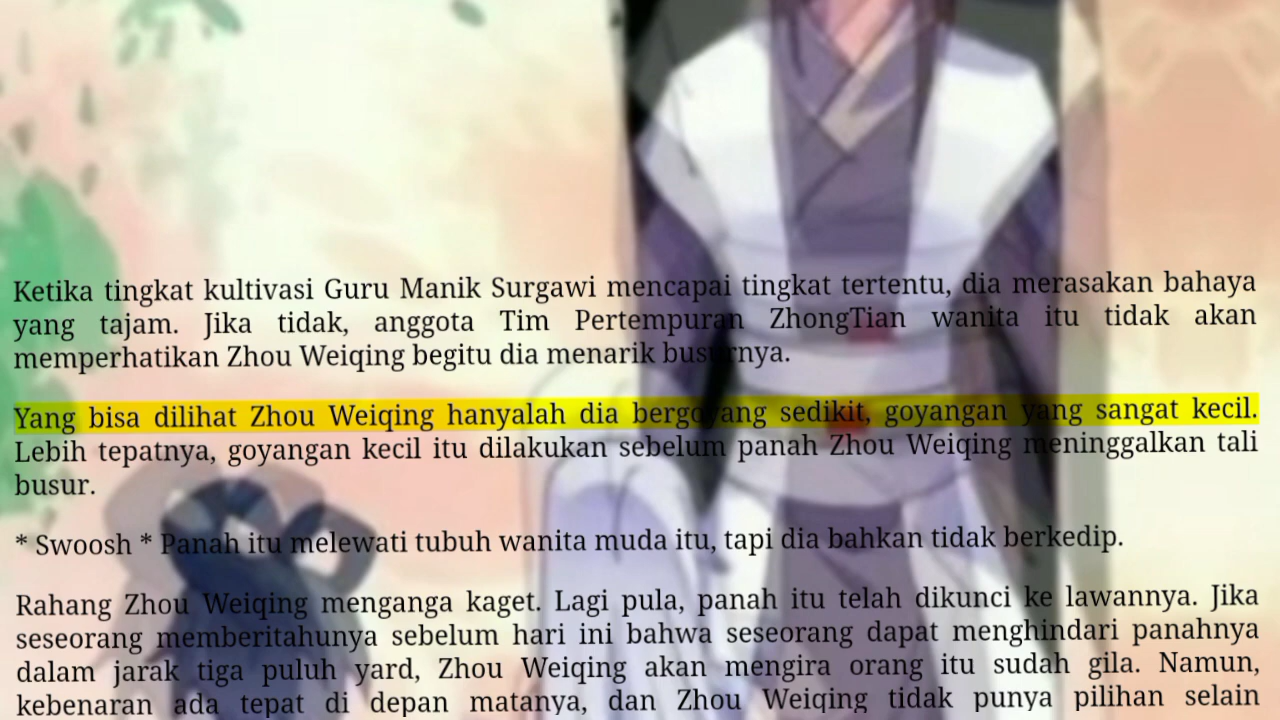 Ketika tingkat kultivasi Guru Manik Surgawi mencapai tingkat tertentu, dia merasakan bahaya
yang tajam. Jika tidak, anggota Tim Pertempuran ZhongTian wanita itu tidak akan
memperhatikan Zhou Weiqing begitu dia menarik busurnya.
Yang bisa dilihat Zhou Weiqing hanyalah dia bergoyang sedikit, goyangan yang sangat kecil.
Lebih tepatnya, goyangan kecil itu dilakukan sebelum panah Zhou Weiqing meninggalkan tali
busur.
* Swoosh * Panah itu melewati tubuh wanita muda itu, tapi dia bahkan tidak berkedip.
Rahang Zhou Weiqing menganga kaget. Lagi pula, panah itu telah dikunci ke lawannya. Jika
seseorang memberitahunya sebelum hari ini bahwa seseorang dapat menghindari panahnya
dalam jarak tiga puluh yard, Zhou Weiqing akan mengira orang itu sudah gila. Namun,
kebenaran ada tepat di depan matanya, dan Zhou Weiqing tidak punya pilihan selain